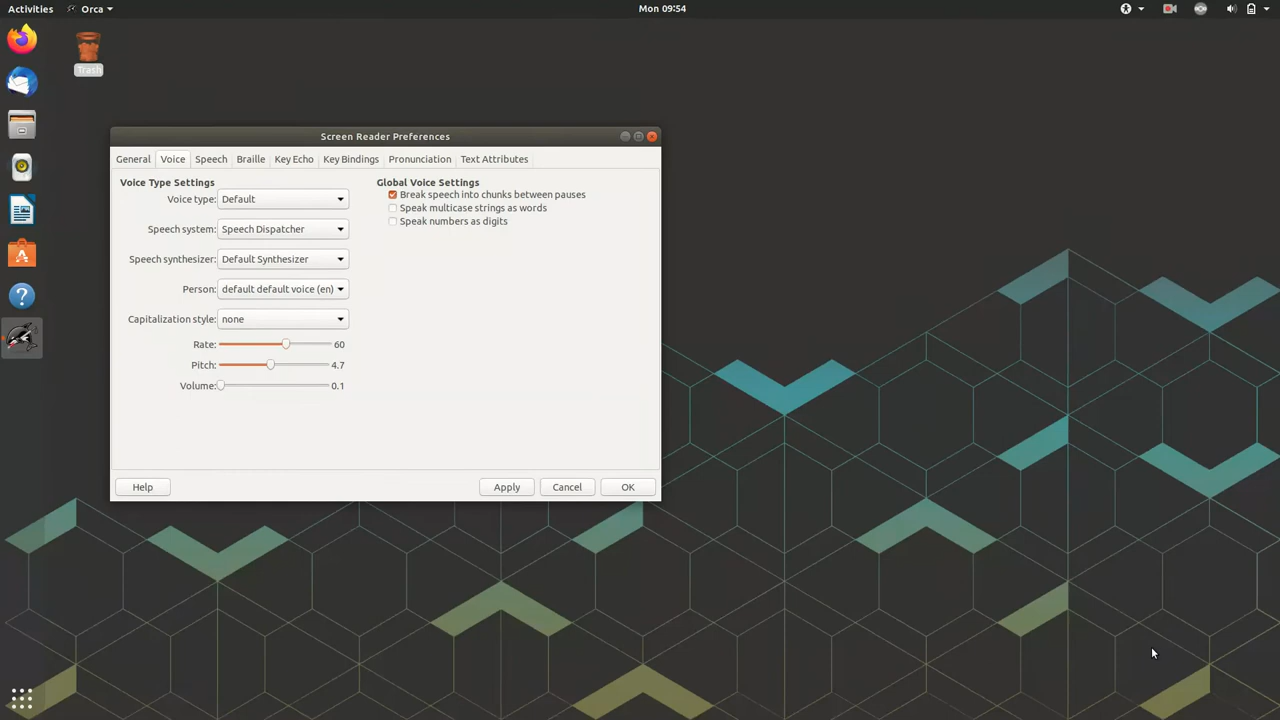 Activities
Orca
Mon 09:54
Trash
Screen Reader Preferences
General
Voice
Speech
Braille
Key Echo
Key Bindings
Pronunciation
Text Attributes
Voice Type Settings
Voice type: Default
Speech system: Speech Dispatcher
Speech synthesizer: Default Synthesizer
Person: default default voice (en)
Capitalization style: none
Rate: 60
Pitch: 4.7
Volume: 0.1
Global Voice Settings
Break speech into chunks between pauses
Speak multicase strings as words
Speak numbers as digits
Help
Apply
Cancel
OK